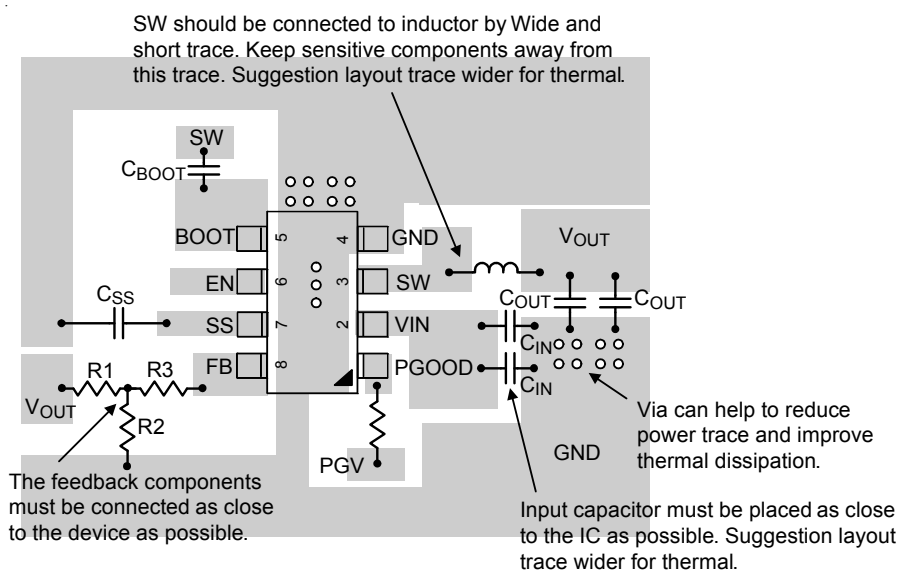 SW should be connected to inductor by Wide and
short trace. Keep sensitive components away from
this trace. Suggestion layout trace wider for thermal.
SW
CBOOT
BOOT
5
4
GND
VOUT
EN
6
3
SW
CSS
COUT
COUT
SS
7
2
VIN
CIN
FB
8
PGOOD
R1
R3
CIN
VOUT
R2
Via can help to reduce
power trace and improve
thermal dissipation.
PGV
GND
The feedback components
must be connected as close
to the device as possible.
Input capacitor must be placed as close
to the IC as possible. Suggestion layout
trace wider for thermal.